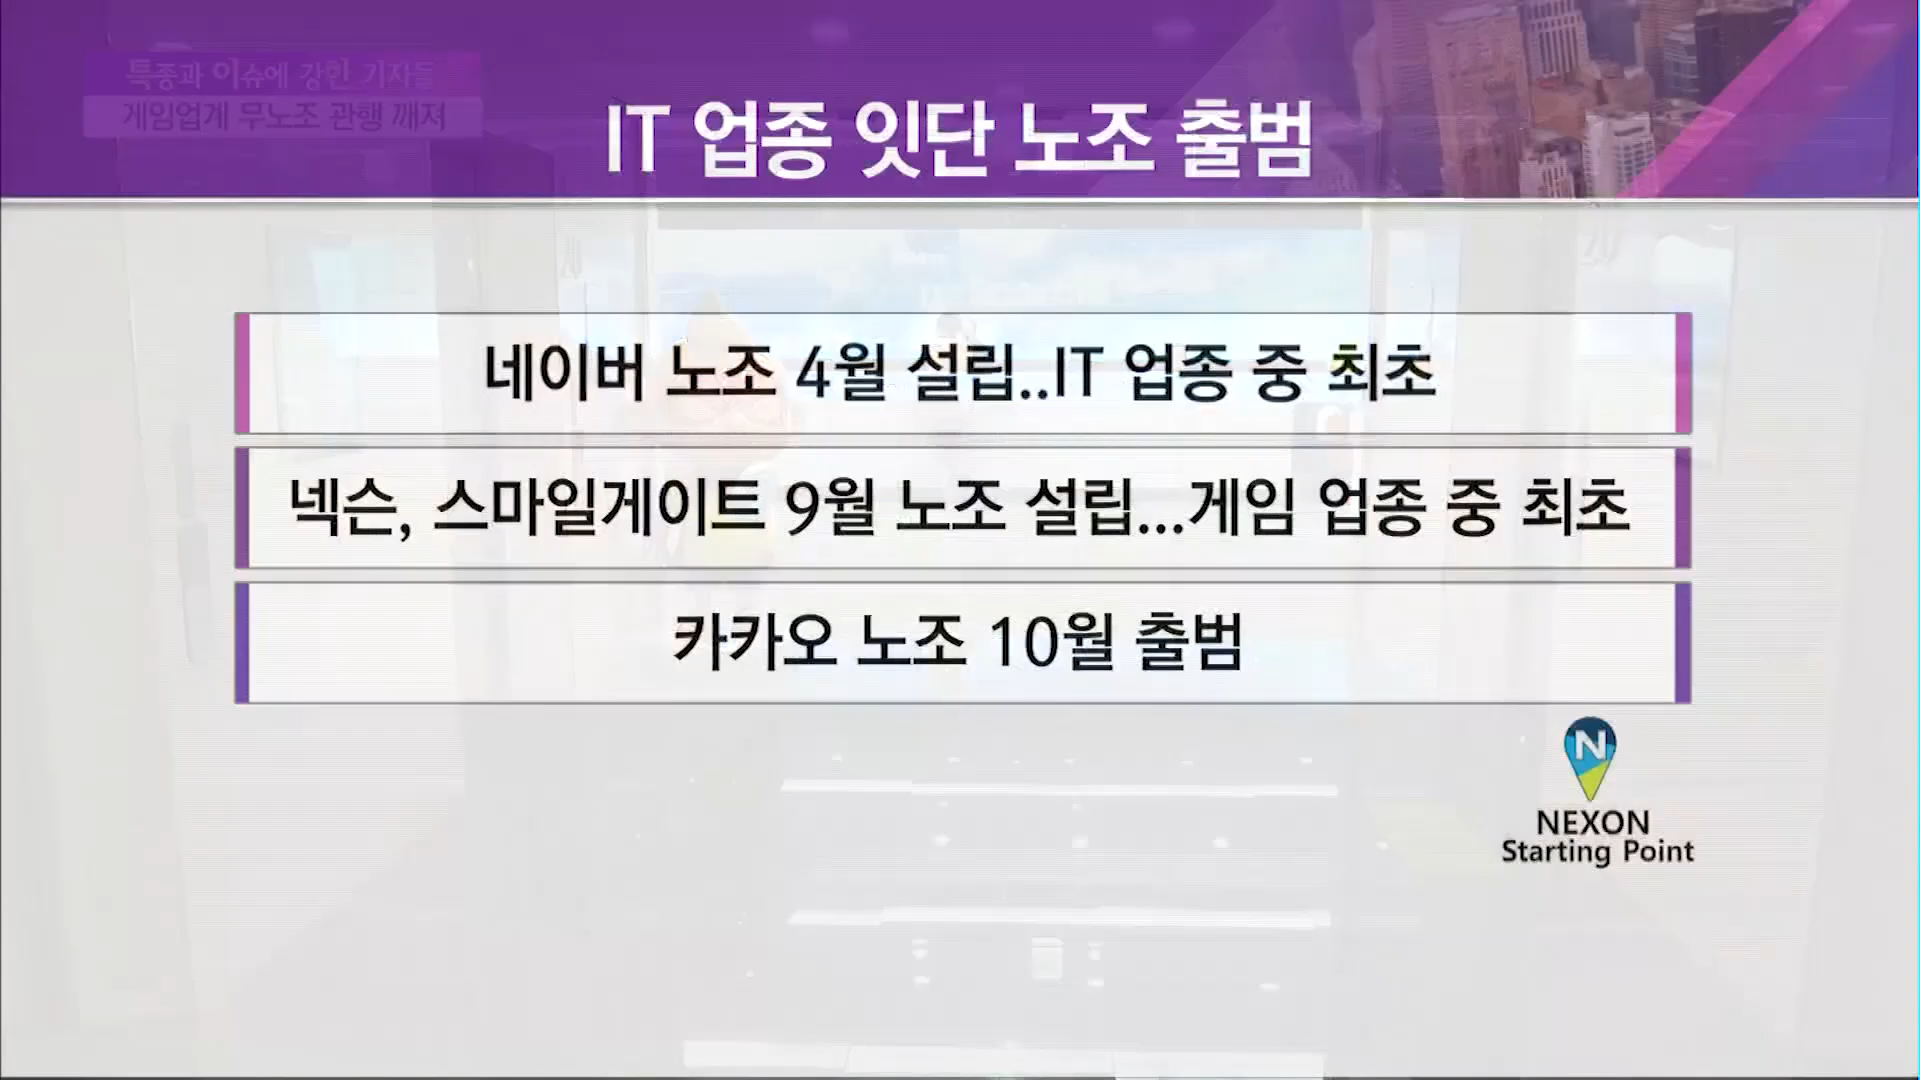 특종과 이슈에 강한 기자들
게임업계 무노조 관행 깨져
IT 업종 잇단 노조 출범
네이버 노조 4월 설립..IT 업종 중 최초
넥슨, 스마일게이트 9월 노조 설립...게임 업종 중 최초
카카오 노조 10월 출범
N
NEXON
Starting Point